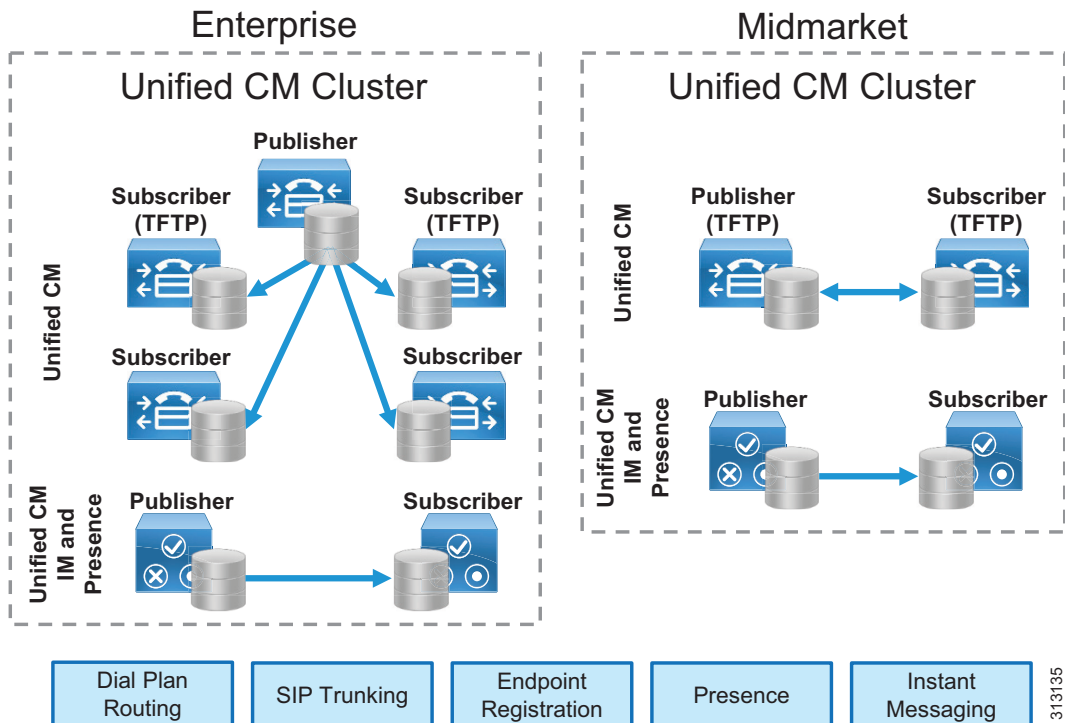 Enterprise
Unified CM Cluster
Publisher
Subscriber
(TFTP)
Subscriber
(TFTP)
Unified CM
Subscriber
Subscriber
Unified CM
IM and
Presence
Publisher
Subscriber
Midmarket
Unified CM Cluster
Unified CM
Publisher
(TFTP)
Subscriber
(TFTP)
Unified CM
IM and
Presence
Publisher
Subscriber
Dial Plan
Routing
SIP Trunking
Endpoint
Registration
Presence
Instant
Messaging
313135